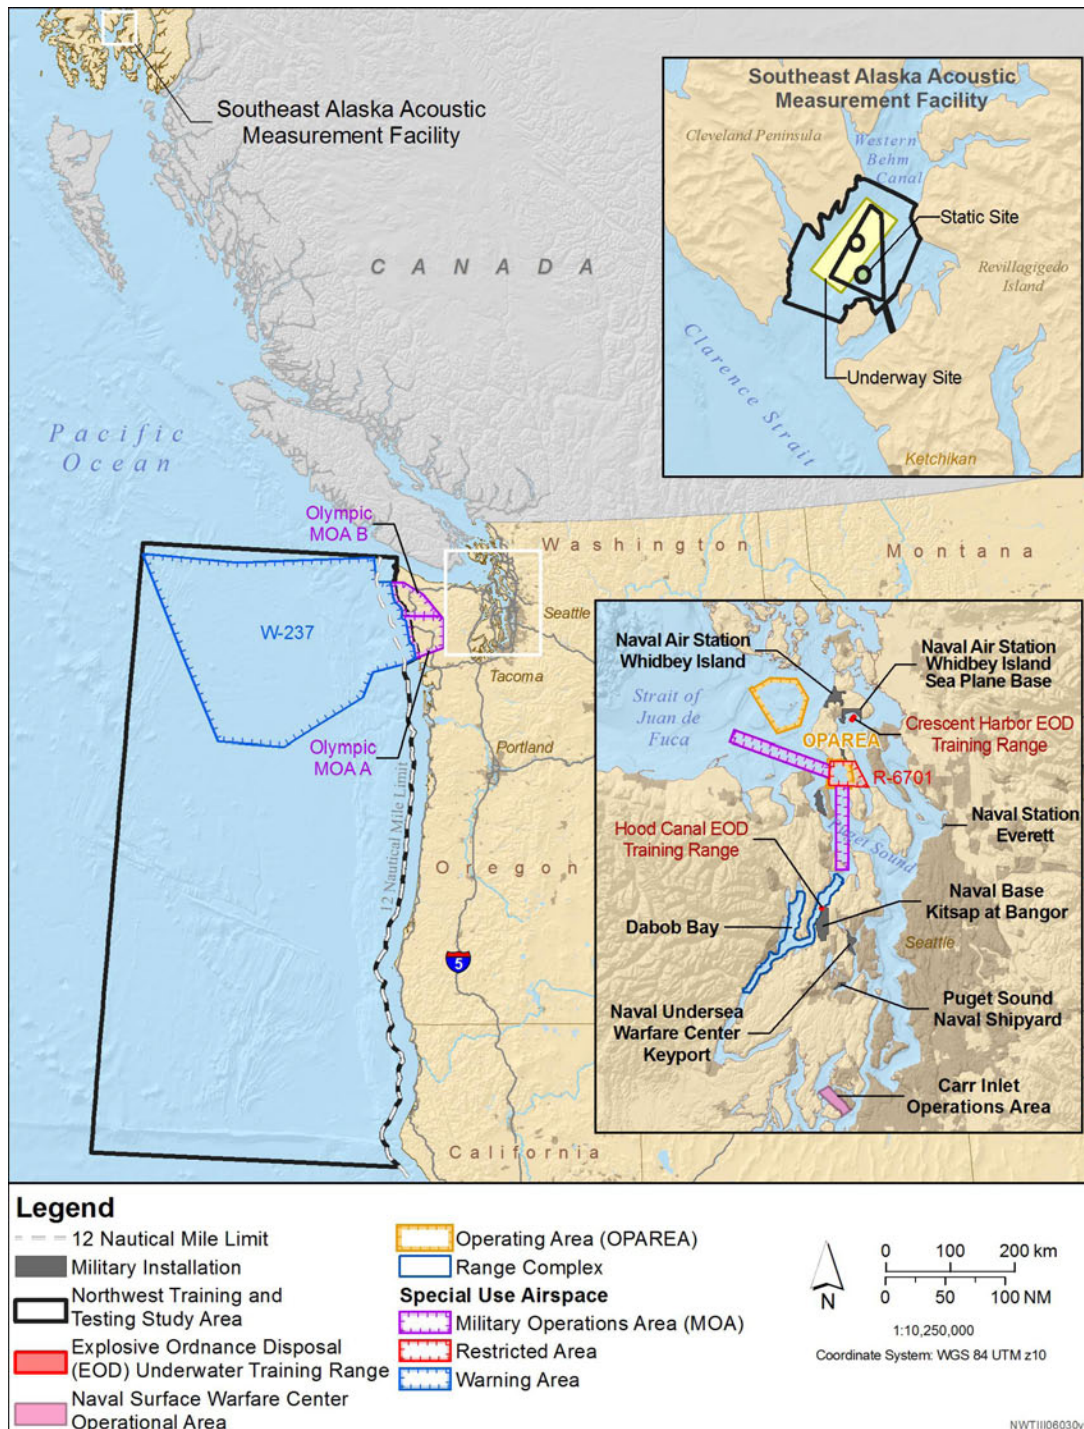 Southeast Alaska Acoustic
Measurement Facility
CANADA
Pacific
Ocean
Olympic
MOA B
W-237
Olympic
MOA A
12 Nautical Mile Limit
Washington
Montana
Seattle
Tacoma
Portland
Oregon
5
California
Southeast Alaska Acoustic
Measurement Facility
Cleveland Peninsula
Western
Behm
Canal
Static Site
Revillagigedo
Island
Clarence Strait
Underway Site
Ketchikan
Naval Air Station
Whidbey Island
Naval Air Station
Whidbey Island
Sea Plane Base
Strait of
Juan de
Fuca
Crescent Harbor EOD
Training Range
OPAREA
R-6701
Naval Station
Everett
Hood Canal EOD
Training Range
Puget Sound
Naval Base
Kitsap at Bangor
Dabob Bay
Seattle
Naval Undersea
Warfare Center
Keyport
Puget Sound
Naval Shipyard
Carr Inlet
Operations Area
Legend
12 Nautical Mile Limit
Military Installation
Northwest Training and
Testing Study Area
Explosive Ordnance Disposal
(EOD) Underwater Training Range
Naval Surface Warfare Center
Operational Area
Operating Area (OPAREA)
Range Complex
Special Use Airspace
Military Operations Area (MOA)
Restricted Area
Warning Area
N
0 100 200 km
0 50 100 NM
1:10,250,000
Coordinate System: WGS 84 UTM z10